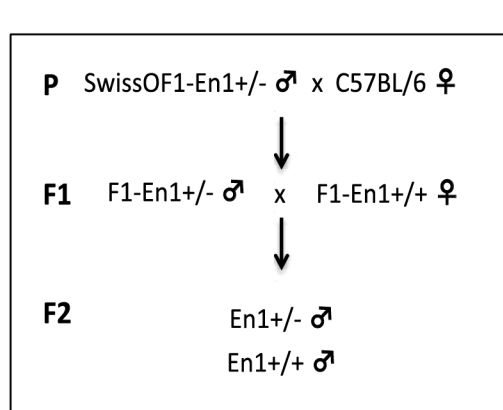 P SwissOF1-En1+/- ♂ x C57BL/6 ♀
F1 F1-En1+/- ♂ x F1-En1+/+ ♀
F2
En1+/- ♂
En1+/+ ♂